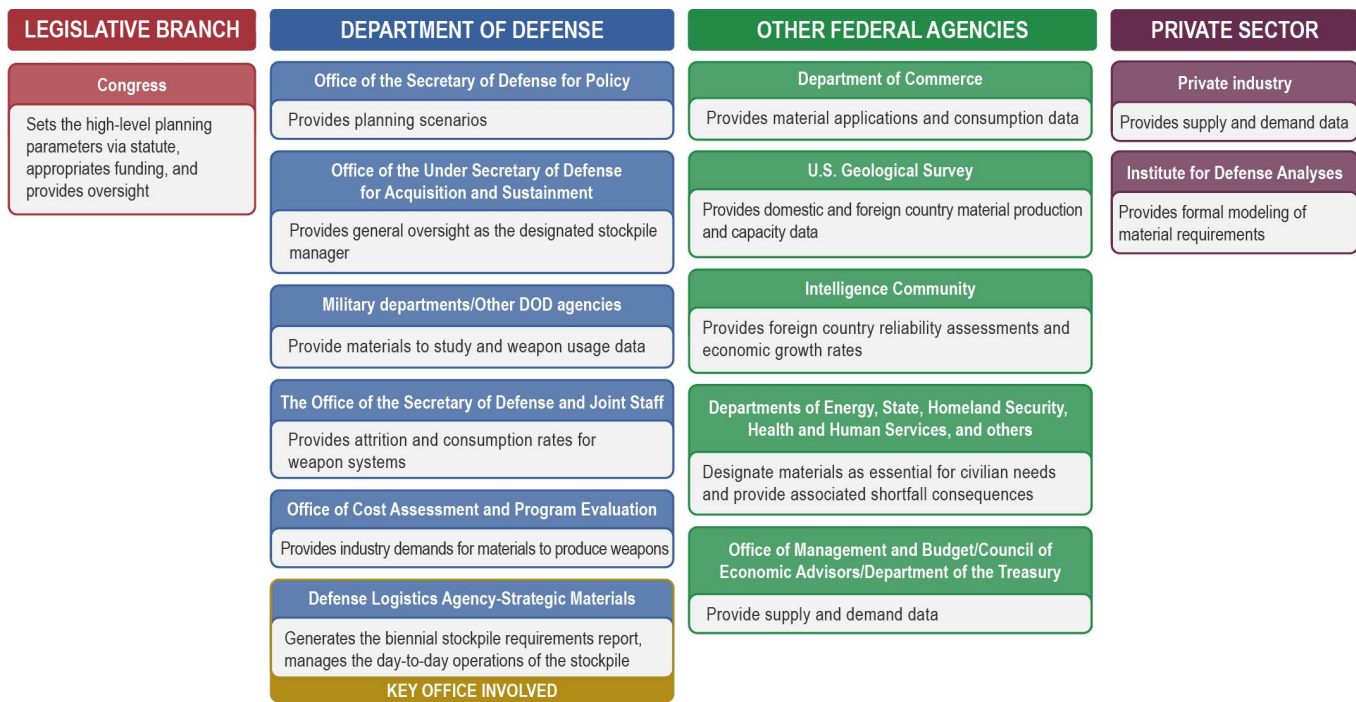 LEGISLATIVE BRANCH
Congress
Sets the high-level planning
parameters via statute,
appropriates funding, and
provides oversight
DEPARTMENT OF DEFENSE
Office of the Secretary of Defense for Policy
Provides planning scenarios
Office of the Under Secretary of Defense
for Acquisition and Sustainment
Provides general oversight as the designated stockpile
manager
Military departments/Other DOD agencies
Provide materials to study and weapon usage data
The Office of the Secretary of Defense and Joint Staff
Provides attrition and consumption rates for
weapon systems
Office of Cost Assessment and Program Evaluation
Provides industry demands for materials to produce weapons
Defense Logistics Agency-Strategic Materials
Generates the biennial stockpile requirements report,
manages the day-to-day operations of the stockpile
KEY OFFICE INVOLVED
OTHER FEDERAL AGENCIES
Department of Commerce
Provides material applications and consumption data
U.S. Geological Survey
Provides domestic and foreign country material production
and capacity data
Intelligence Community
Provides foreign country reliability assessments and
economic growth rates
Departments of Energy, State, Homeland Security,
Health and Human Services, and others
Designate materials as essential for civilian needs
and provide associated shortfall consequences
Office of Management and Budget/Council of
Economic Advisors/Department of the Treasury
Provide supply and demand data
PRIVATE SECTOR
Private industry
Provides supply and demand data
Institute for Defense Analyses
Provides formal modeling of
material requirements